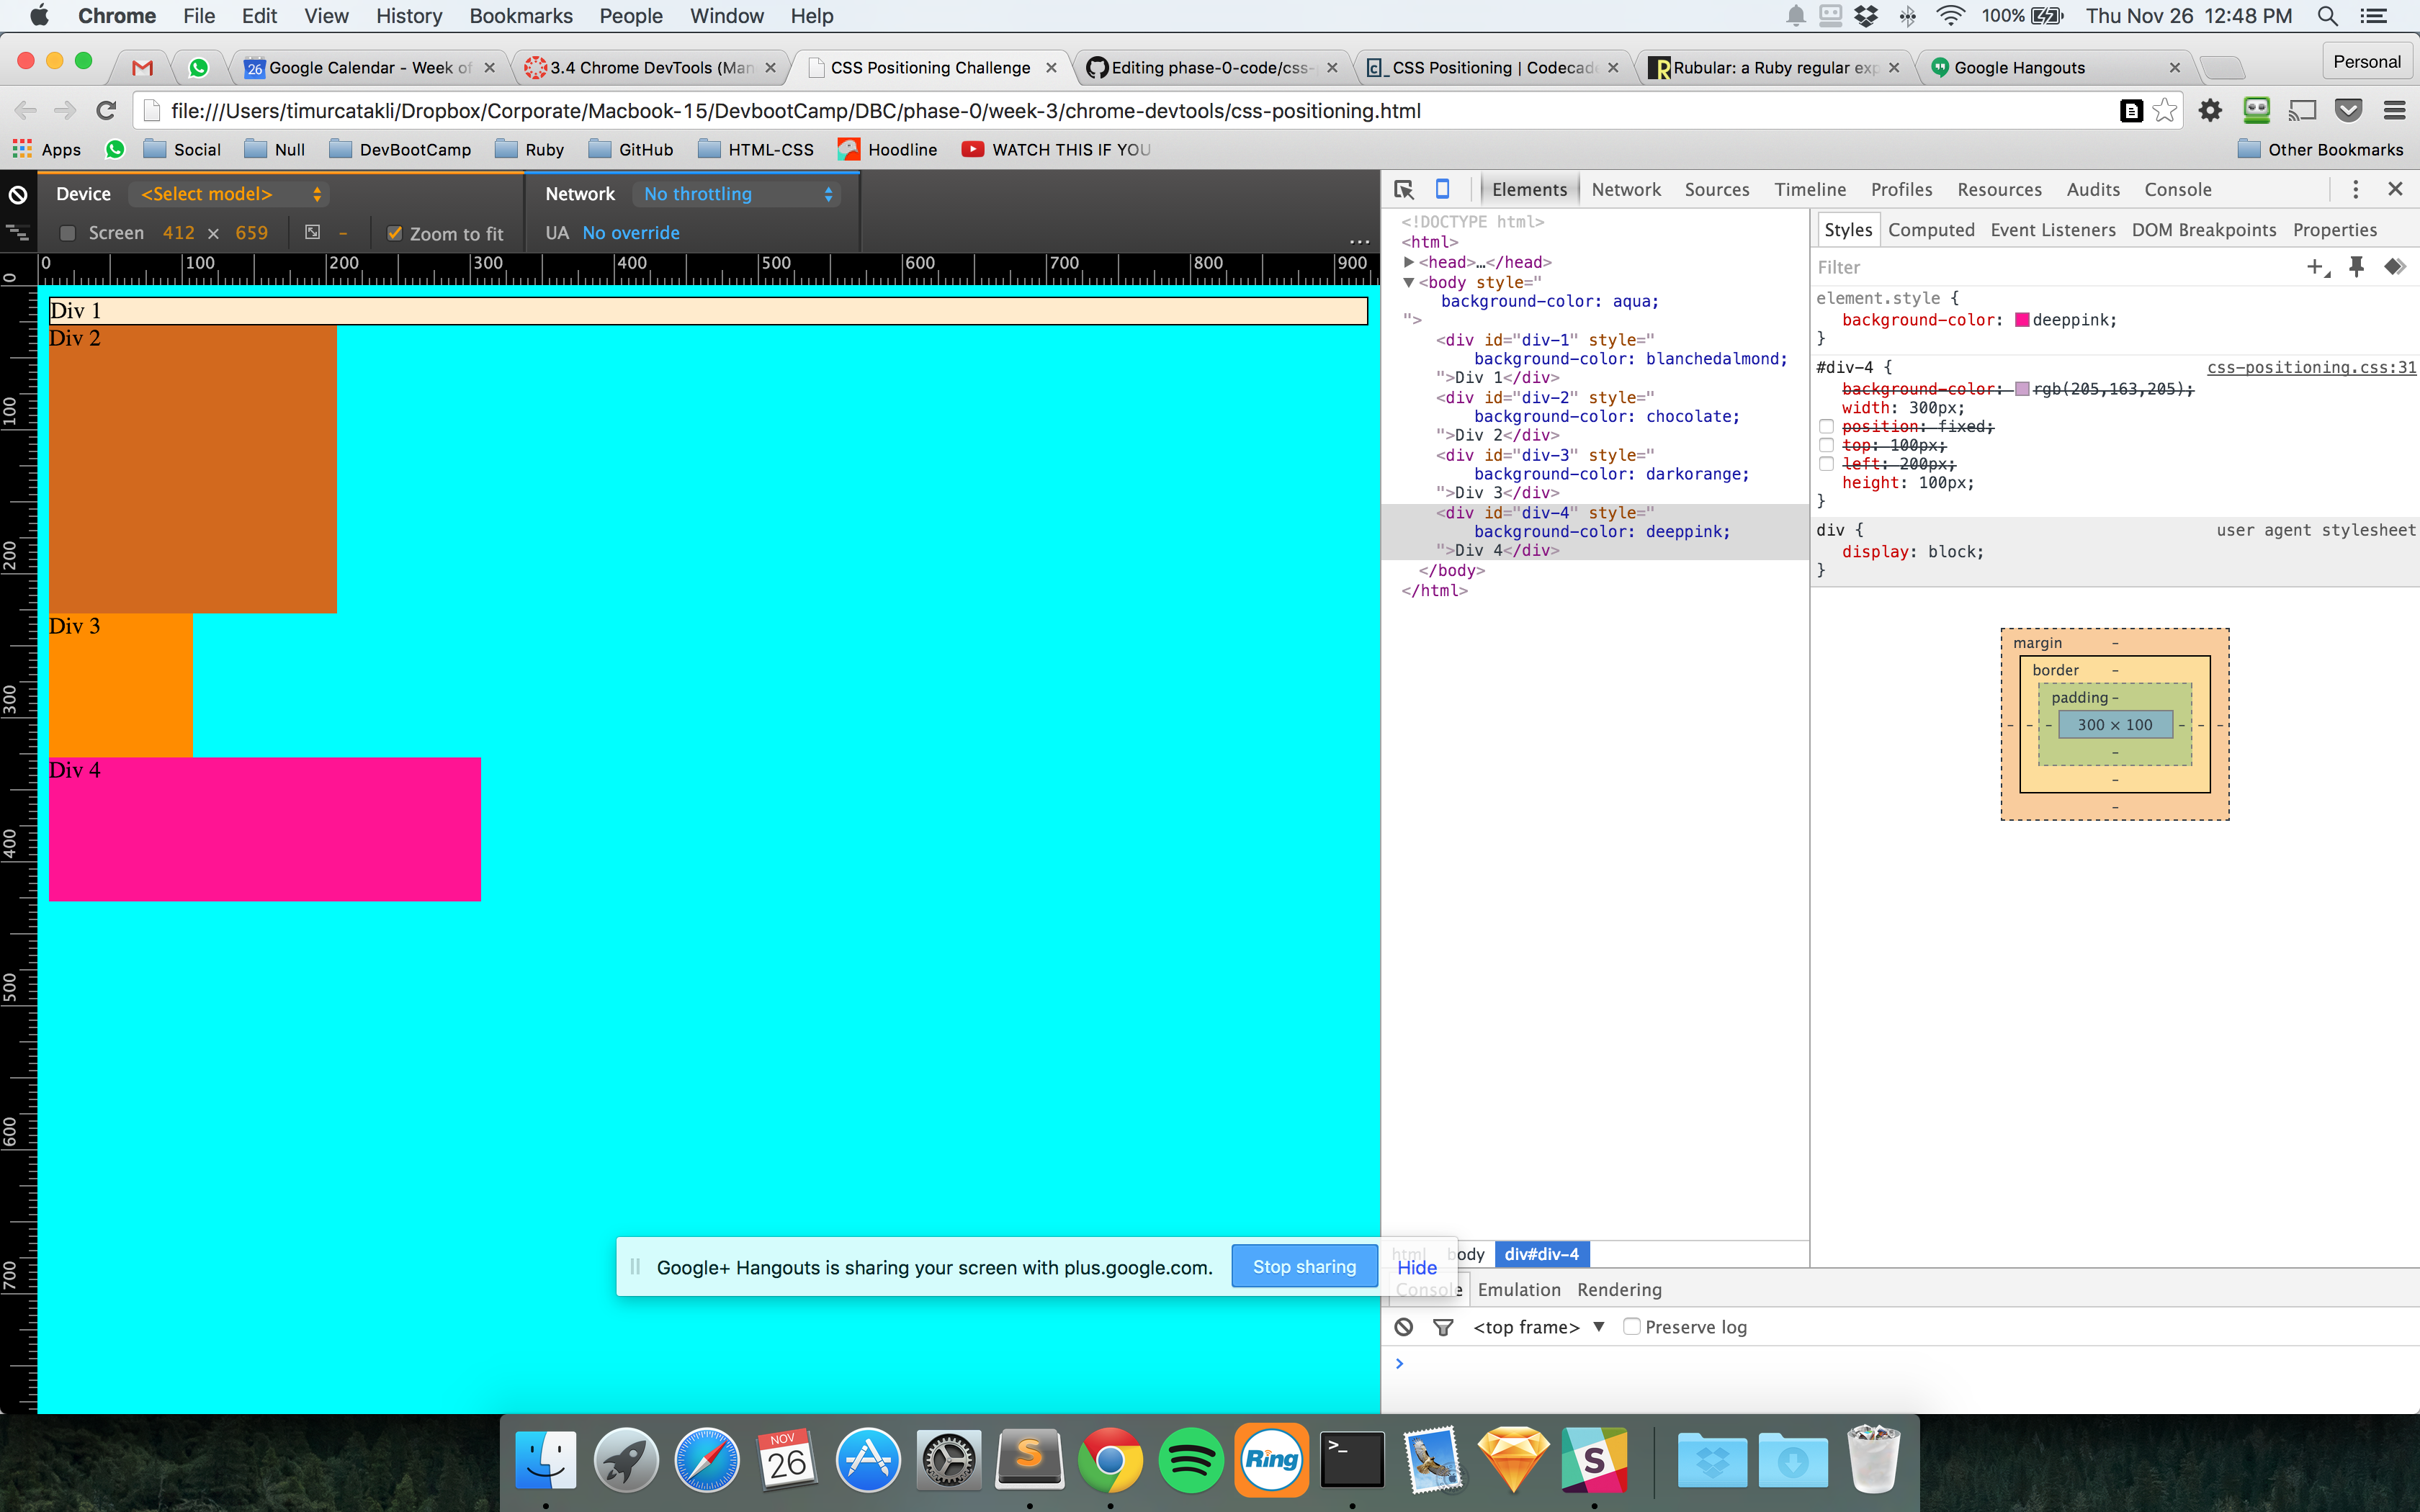 Chrome File Edit View History Bookmarks People Window Help 100% Thu Nov 26 12:48 PM
26 Google Calendar - Week of 3.4 Chrome DevTools (Man CSS Positioning Challenge Editing phase-0-code/css- CSS Positioning | Codecade Rubular: a Ruby regular exp Google Hangouts Personal
file:///Users/timurcatakli/Dropbox/Corporate/Macbook-15/DevbootCamp/DBC/phase-0/week-3/chrome-devtools/css-positioning.html
Apps Social Null DevBootCamp Ruby GitHub HTML-CSS Hoodline WATCH THIS IF YOU Other Bookmarks
Device <Select model> Network No throttling
Screen 412 × 659 – Zoom to fit UA No override …
0 100 200 300 400 500 600 700 800 900
0 100 200 300 400 500 600 700
Div 1
Div 2
Div 3
Div 4
Elements Network Sources Timeline Profiles Resources Audits Console
<!DOCTYPE html>
<html>
<head>…</head>
<body style="
background-color: aqua;
">
<div id="div-1" style="
background-color: blanchedalmond;
">Div 1</div>
<div id="div-2" style="
background-color: chocolate;
">Div 2</div>
<div id="div-3" style="
background-color: darkorange;
">Div 3</div>
<div id="div-4" style="
background-color: deeppink;
">Div 4</div>
</body>
</html>
Styles Computed Event Listeners DOM Breakpoints Properties
Filter
element.style {
background-color: deeppink;
}
#div-4 { css-positioning.css:31
background-color: rgb(205,163,205);
width: 300px;
position: fixed;
top: 100px;
left: 200px;
height: 100px;
}
div { user agent stylesheet
display: block;
}
margin –
border –
padding –
– – – 300 × 100 – – –
–
–
–
html body div#div-4
Google+ Hangouts is sharing your screen with plus.google.com. Stop sharing Hide
Console Emulation Rendering
<top frame> ▼ Preserve log
>
NOV
26
S
Ring
>_
S